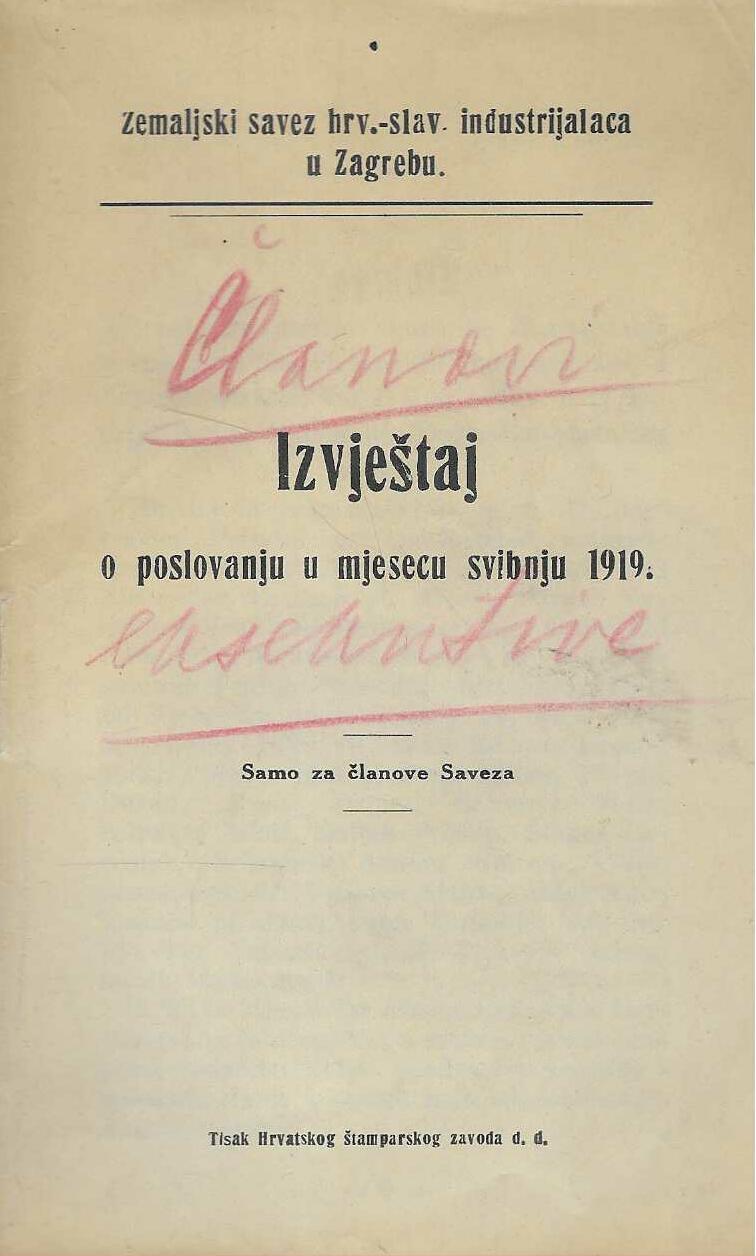 Zemaljski savez hrv.-slav. industrijalaca
u Zagrebu.
Članovi
Izvještaj
o poslovanju u mjesecu svibnju 1919.
eksekutive
Samo za članove Saveza
Tisak Hrvatskog štamparskog zavoda d. d.